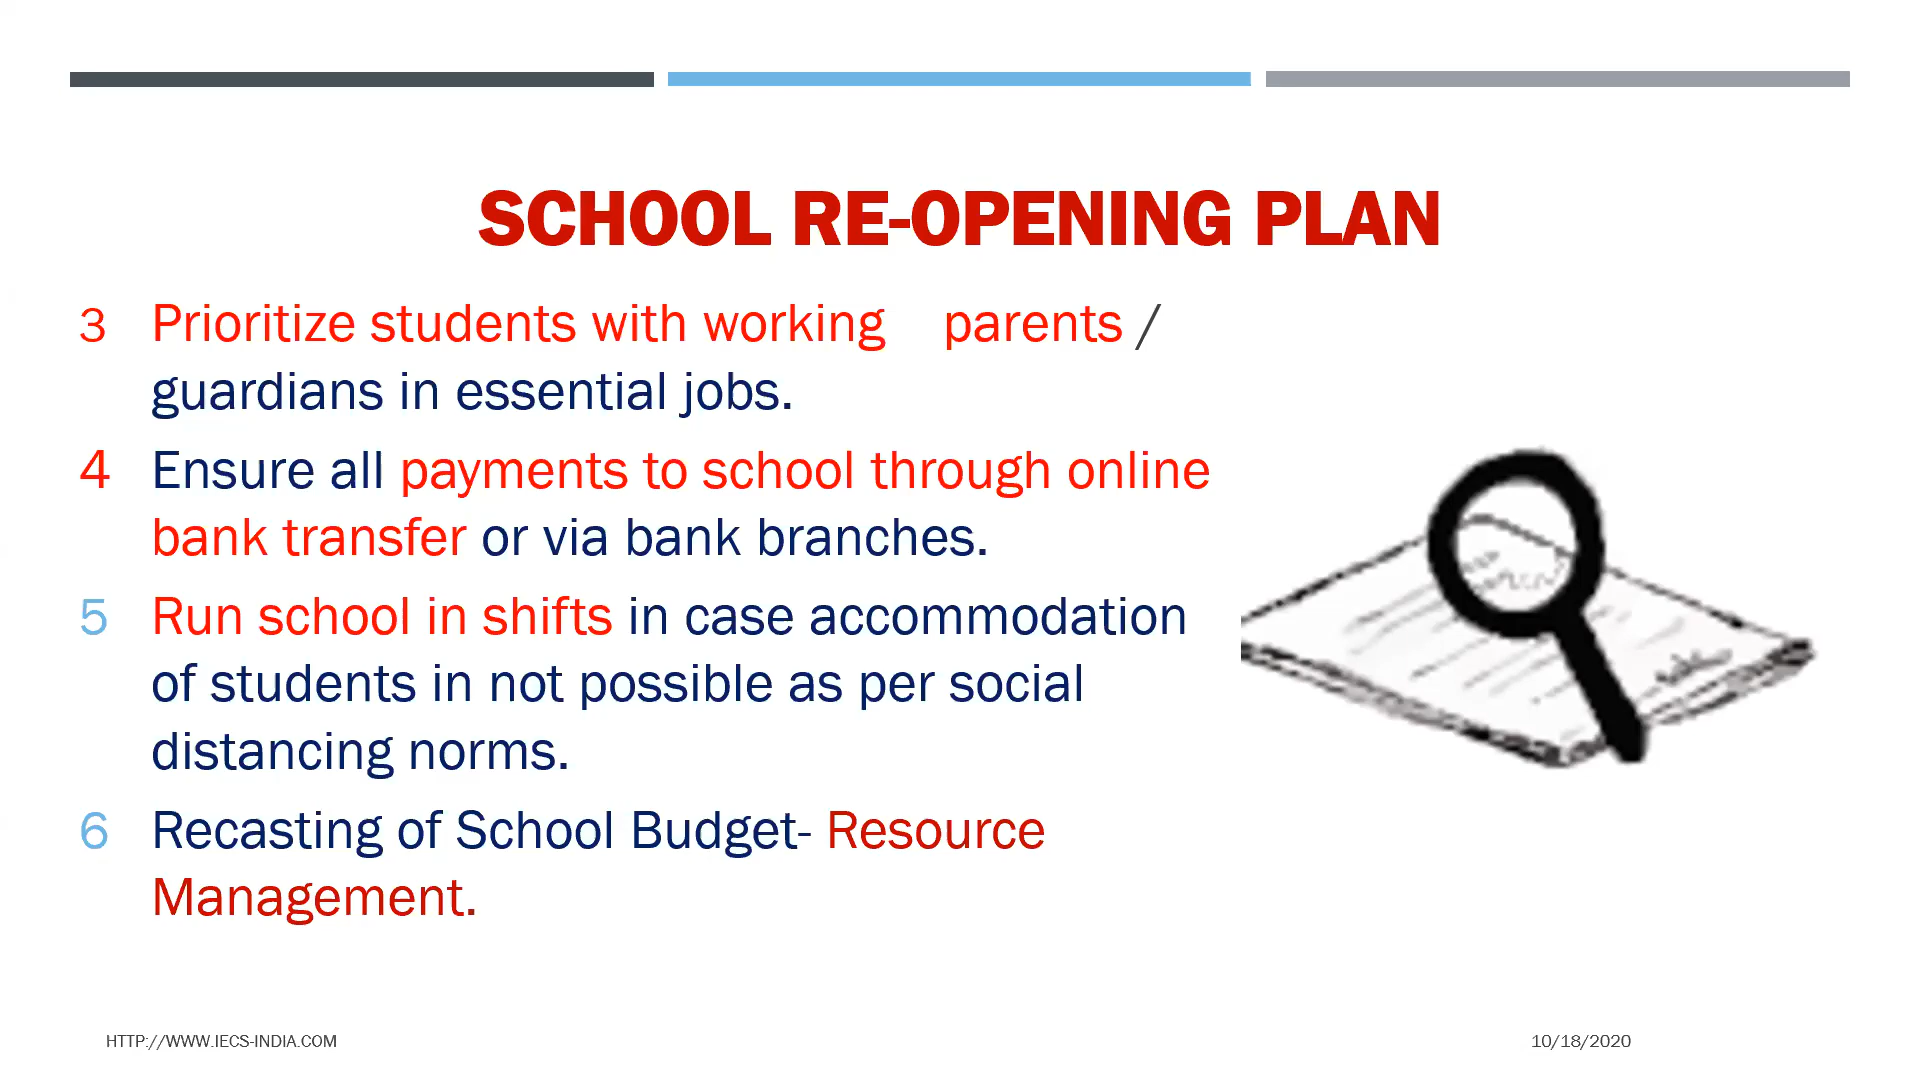 SCHOOL RE-OPENING PLAN
3 Prioritize students with working parents /
guardians in essential jobs.
4 Ensure all payments to school through online
bank transfer or via bank branches.
5 Run school in shifts in case accommodation
of students in not possible as per social
distancing norms.
6 Recasting of School Budget- Resource
Management.
HTTP://WWW.IECS-INDIA.COM
10/18/2020